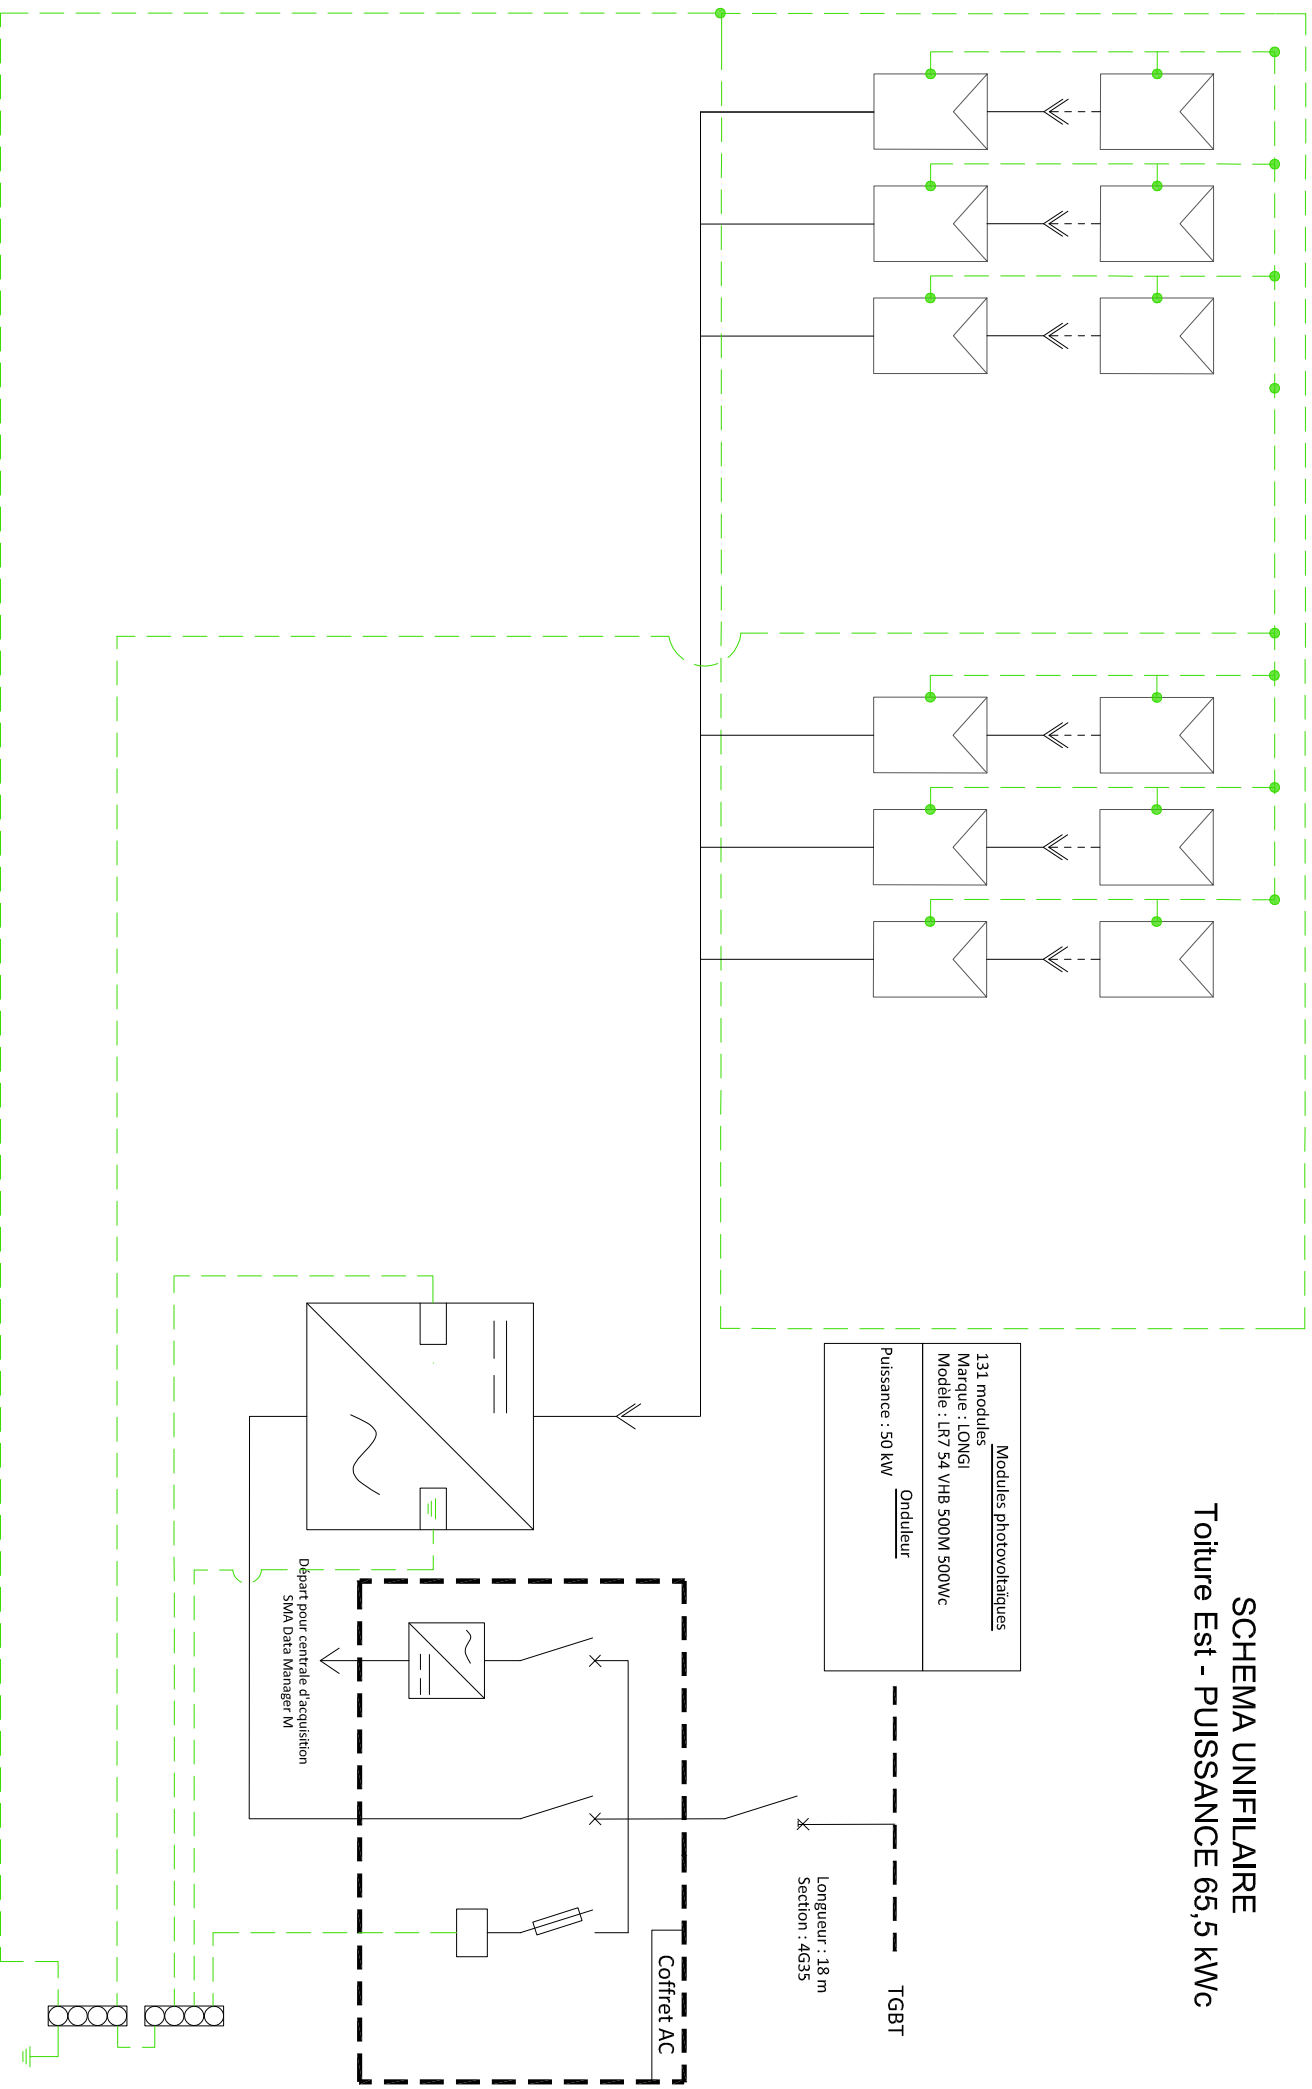 SCHEMA UNIFILAIRE
Toiture Est - PUISSANCE 65,5 kWc
Modules photovoltaïques
131 modules
Marque : LONGI
Modèle : LR7 54 VHB 500M 500Wc
Onduleur
Puissance : 50 kW
TGBT
Longueur : 18 m
Section : 4G35
Coffret AC
Départ pour centrale d'acquisition
SMA Data Manager M